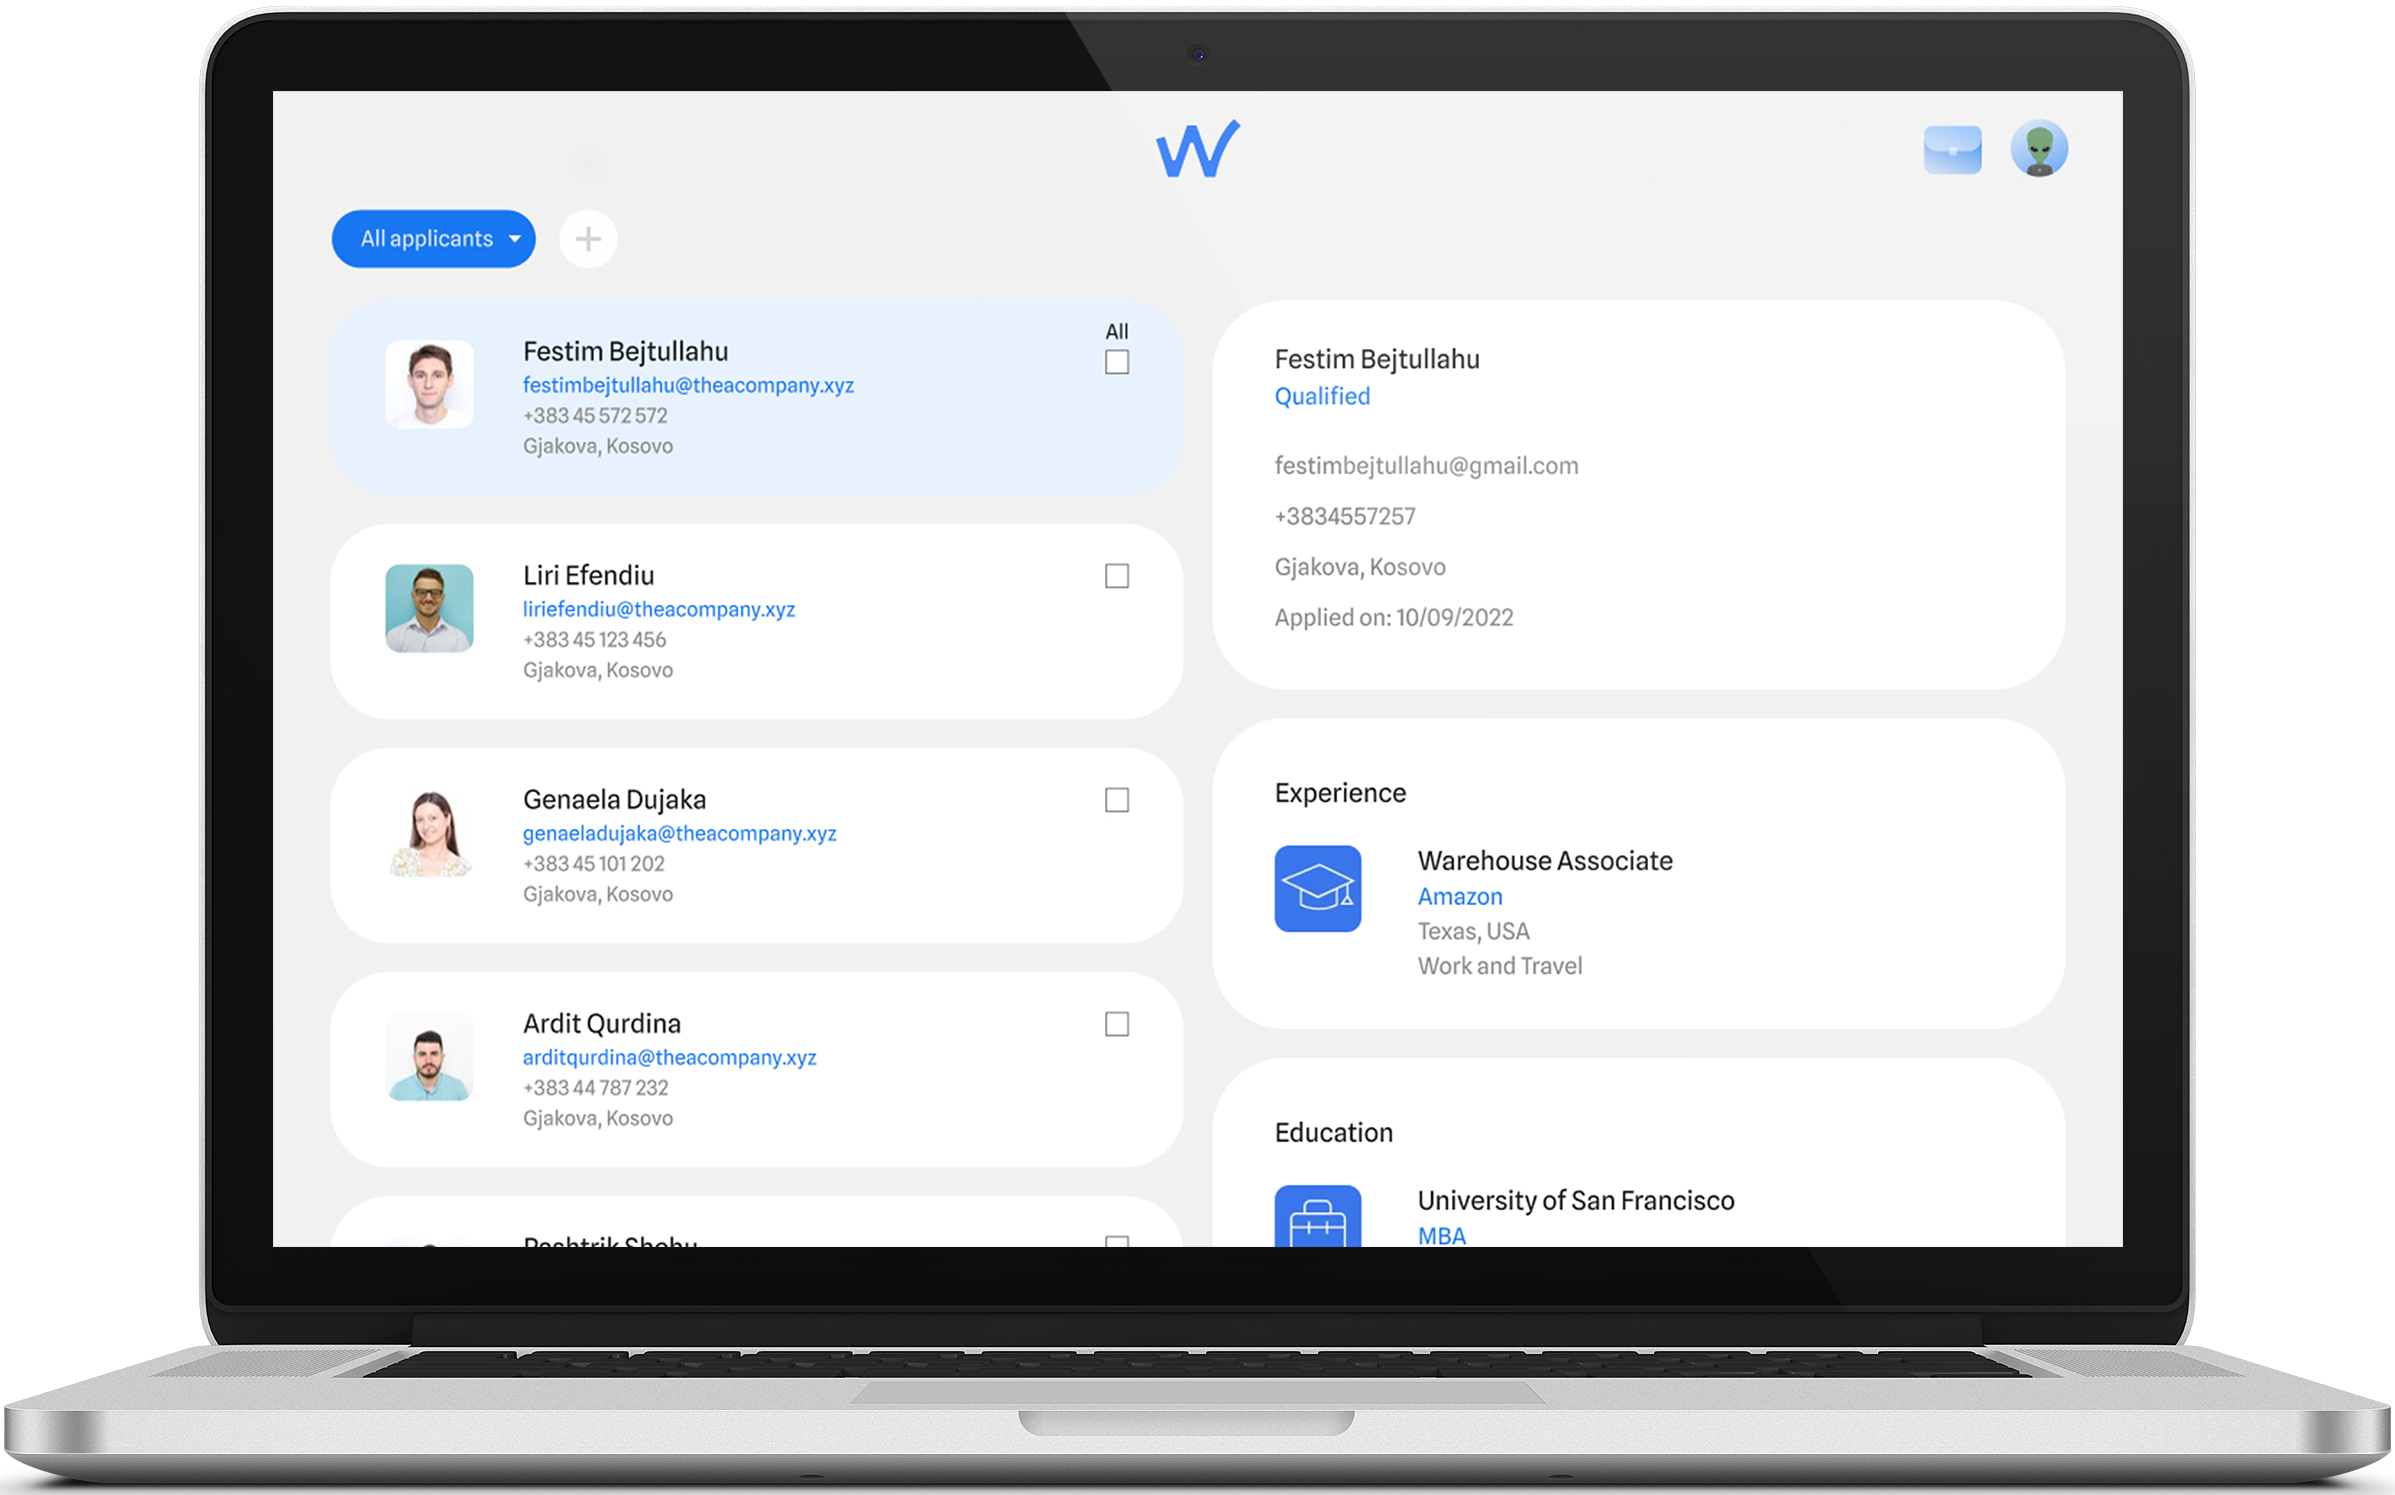 W
All applicants
All
Festim Bejtullahu
festimbejtullahu@theacompany.xyz
+383 45 572 572
Gjakova, Kosovo
Liri Efendiu
liriefendiu@theacompany.xyz
+383 45 123 456
Gjakova, Kosovo
Genaela Dujaka
genaeladujaka@theacompany.xyz
+383 45 101 202
Gjakova, Kosovo
Ardit Qurdina
arditqurdina@theacompany.xyz
+383 44 787 232
Gjakova, Kosovo
Festim Bejtullahu
Qualified
festimbejtullahu@gmail.com
+3834557257
Gjakova, Kosovo
Applied on: 10/09/2022
Experience
Warehouse Associate
Amazon
Texas, USA
Work and Travel
Education
University of San Francisco
MBA